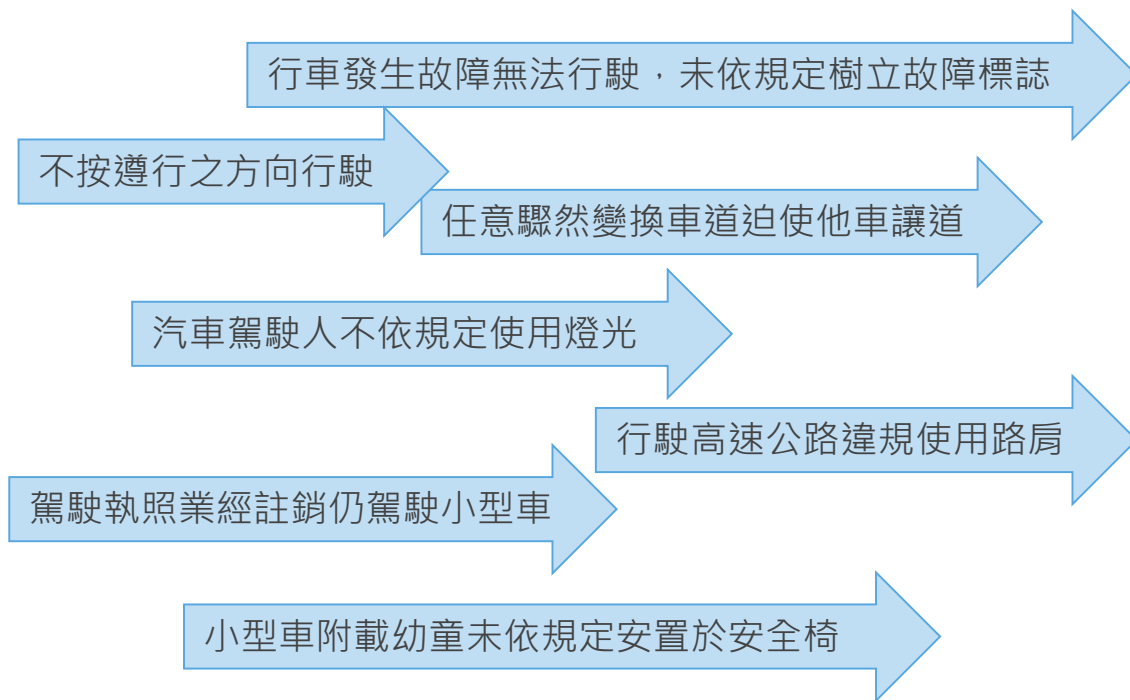 行車發生故障無法行駛，未依規定樹立故障標誌
不按遵行之方向行駛
任意驟然變換車道迫使他車讓道
汽車駕駛人不依規定使用燈光
行駛高速公路違規使用路肩
駕駛執照業經註銷仍駕駛小型車
小型車附載幼童未依規定安置於安全椅